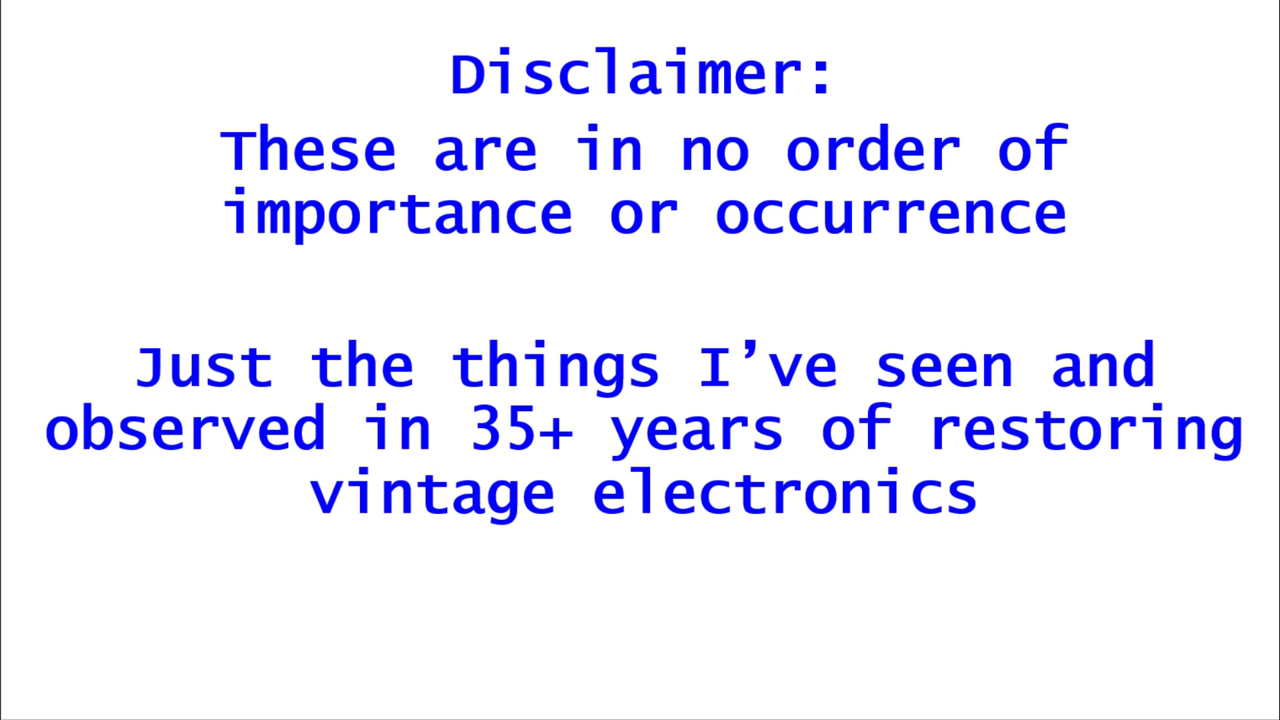 Disclaimer:
These are in no order of
importance or occurrence
Just the things I’ve seen and
observed in 35+ years of restoring
vintage electronics